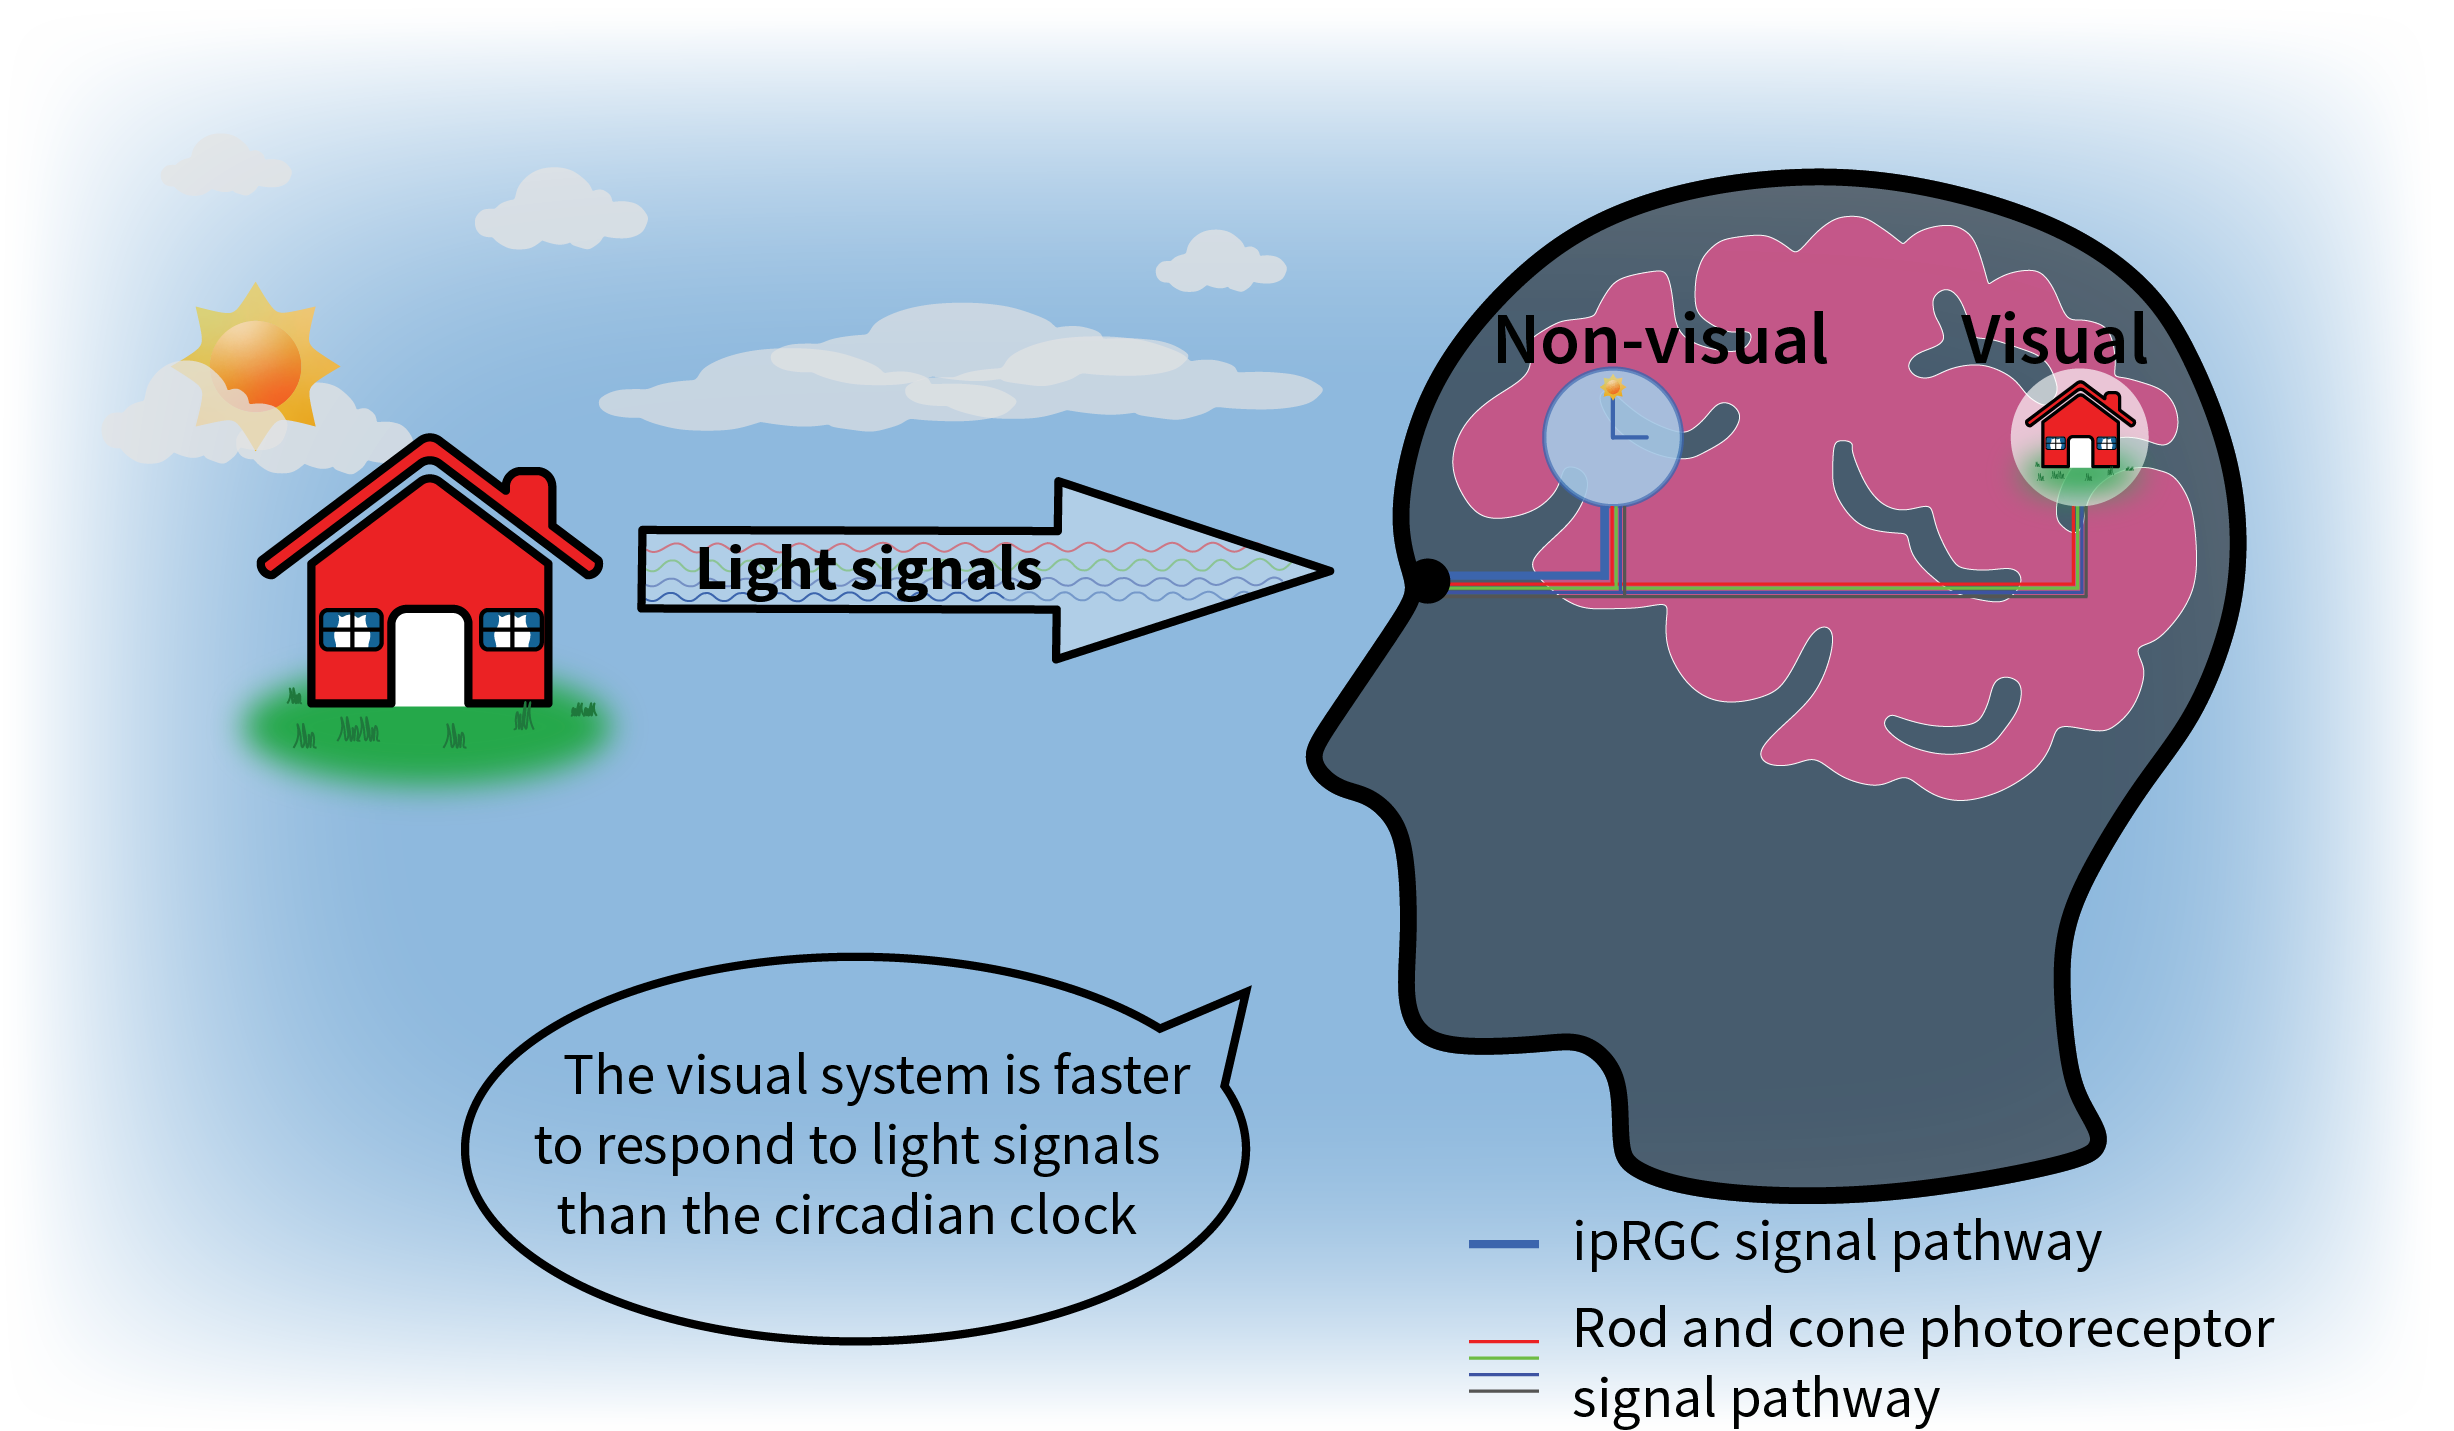 Non-visual
Visual
Light signals
The visual system is faster
to respond to light signals
than the circadian clock
ipRGC signal pathway
Rod and cone photoreceptor
signal pathway